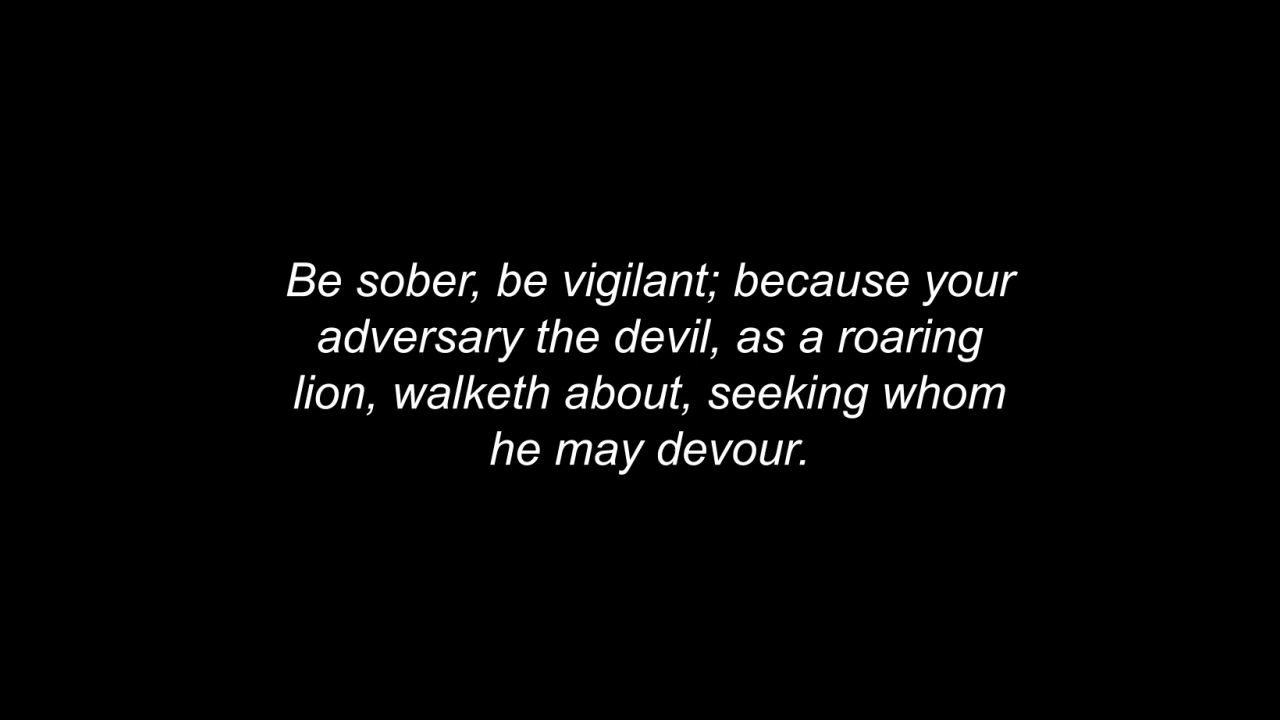 Be sober, be vigilant; because your
adversary the devil, as a roaring
lion, walketh about, seeking whom
he may devour.